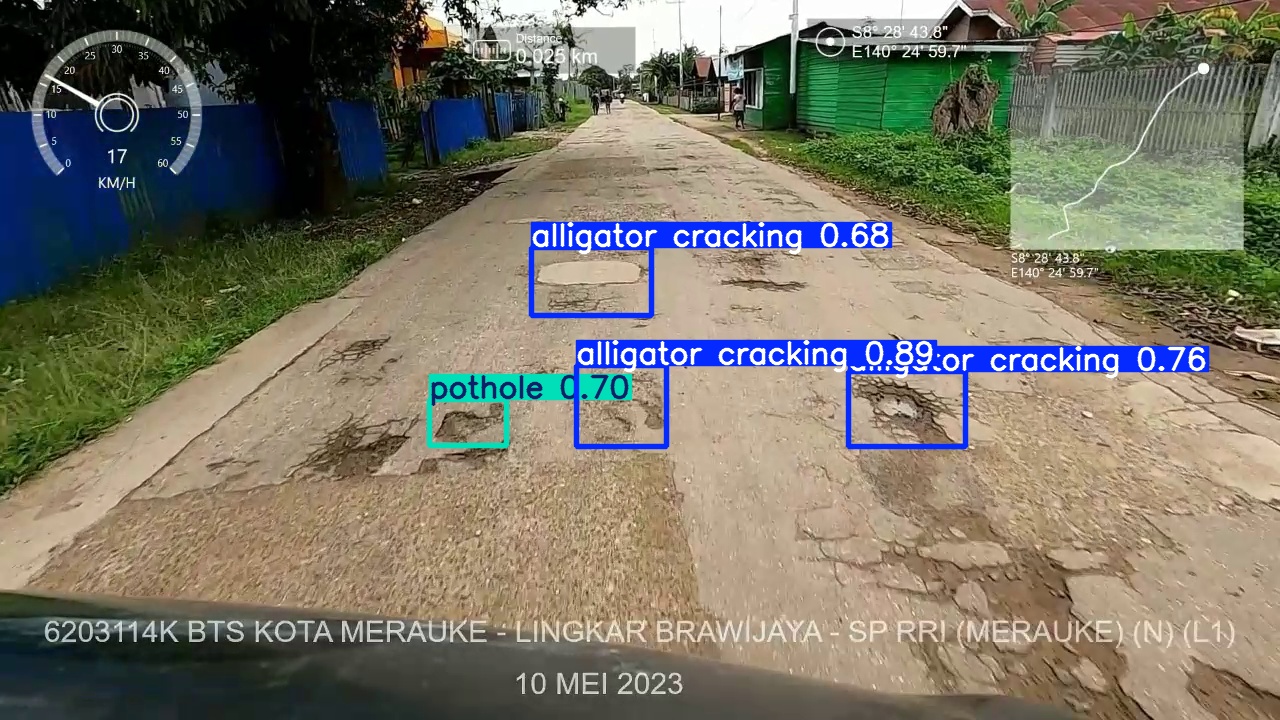 25 30 35
20 40
15 45
10 50
5 55
0 60
17
KM/H
Distance
0.025 km
S8° 28' 43.8"
E140° 24' 59.7"
S8° 28' 43.8"
E140° 24' 59.7"
alligator cracking 0.68
alligator cracking 0.89
or cracking 0.76
pothole 0.70
6203114K BTS KOTA MERAUKE - LINGKAR BRAWIJAYA - SP RRI (MERAUKE) (N) (L1)
10 MEI 2023